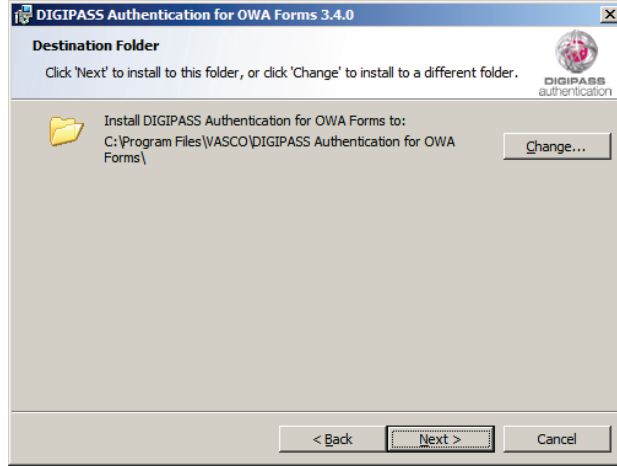 DIGIPASS Authentication for OWA Forms 3.4.0
Destination Folder
Click 'Next' to install to this folder, or click 'Change' to install to a different folder.
DIGIPASS
authentication
Install DIGIPASS Authentication for OWA Forms to:
C:\Program Files\VASCO\DIGIPASS Authentication for OWA
Forms\
Change...
< Back
Next >
Cancel